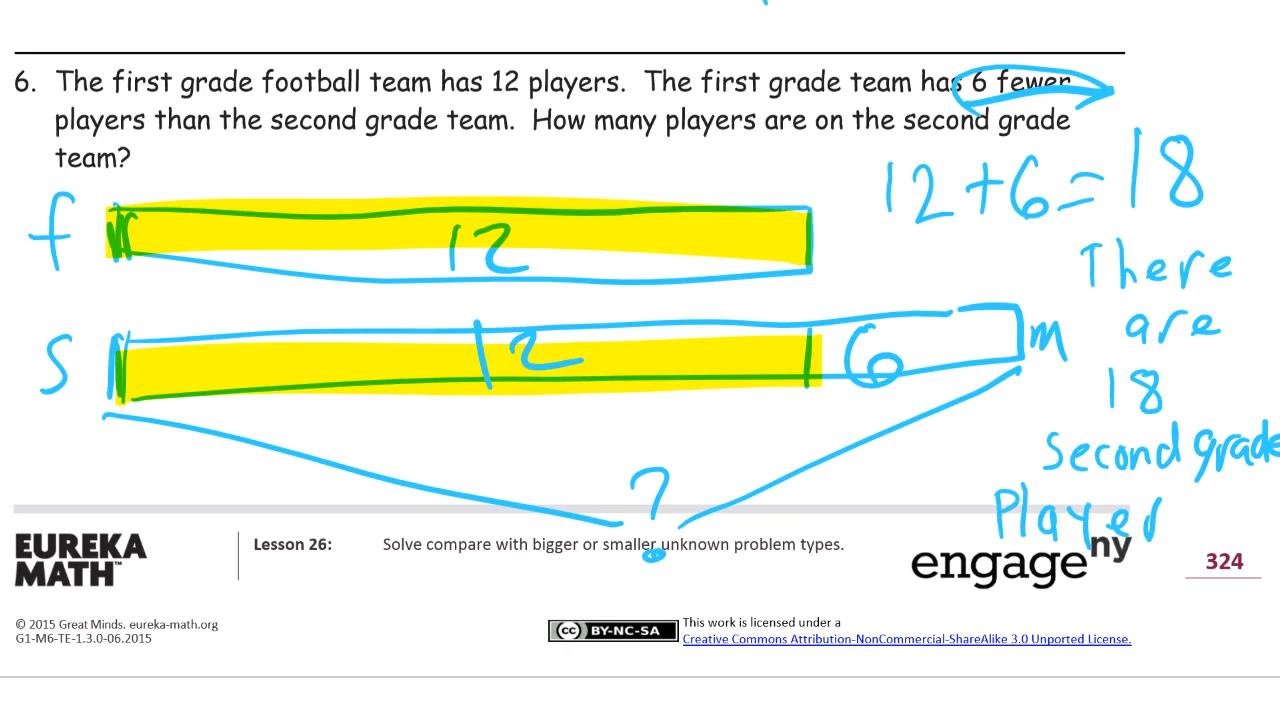 6. The first grade football team has 12 players. The first grade team has 6 fewer
players than the second grade team. How many players are on the second grade
team?
12+6=18
f 12
There
are
S 12 6 m
18
Second grade
Player
?
EUREKA
MATH™
Lesson 26: Solve compare with bigger or smaller unknown problem types.
engageny
324
© 2015 Great Minds. eureka-math.org
G1-M6-TE-1.3.0-06.2015
cc BY-NC-SA
This work is licensed under a
Creative Commons Attribution-NonCommercial-ShareAlike 3.0 Unported License.